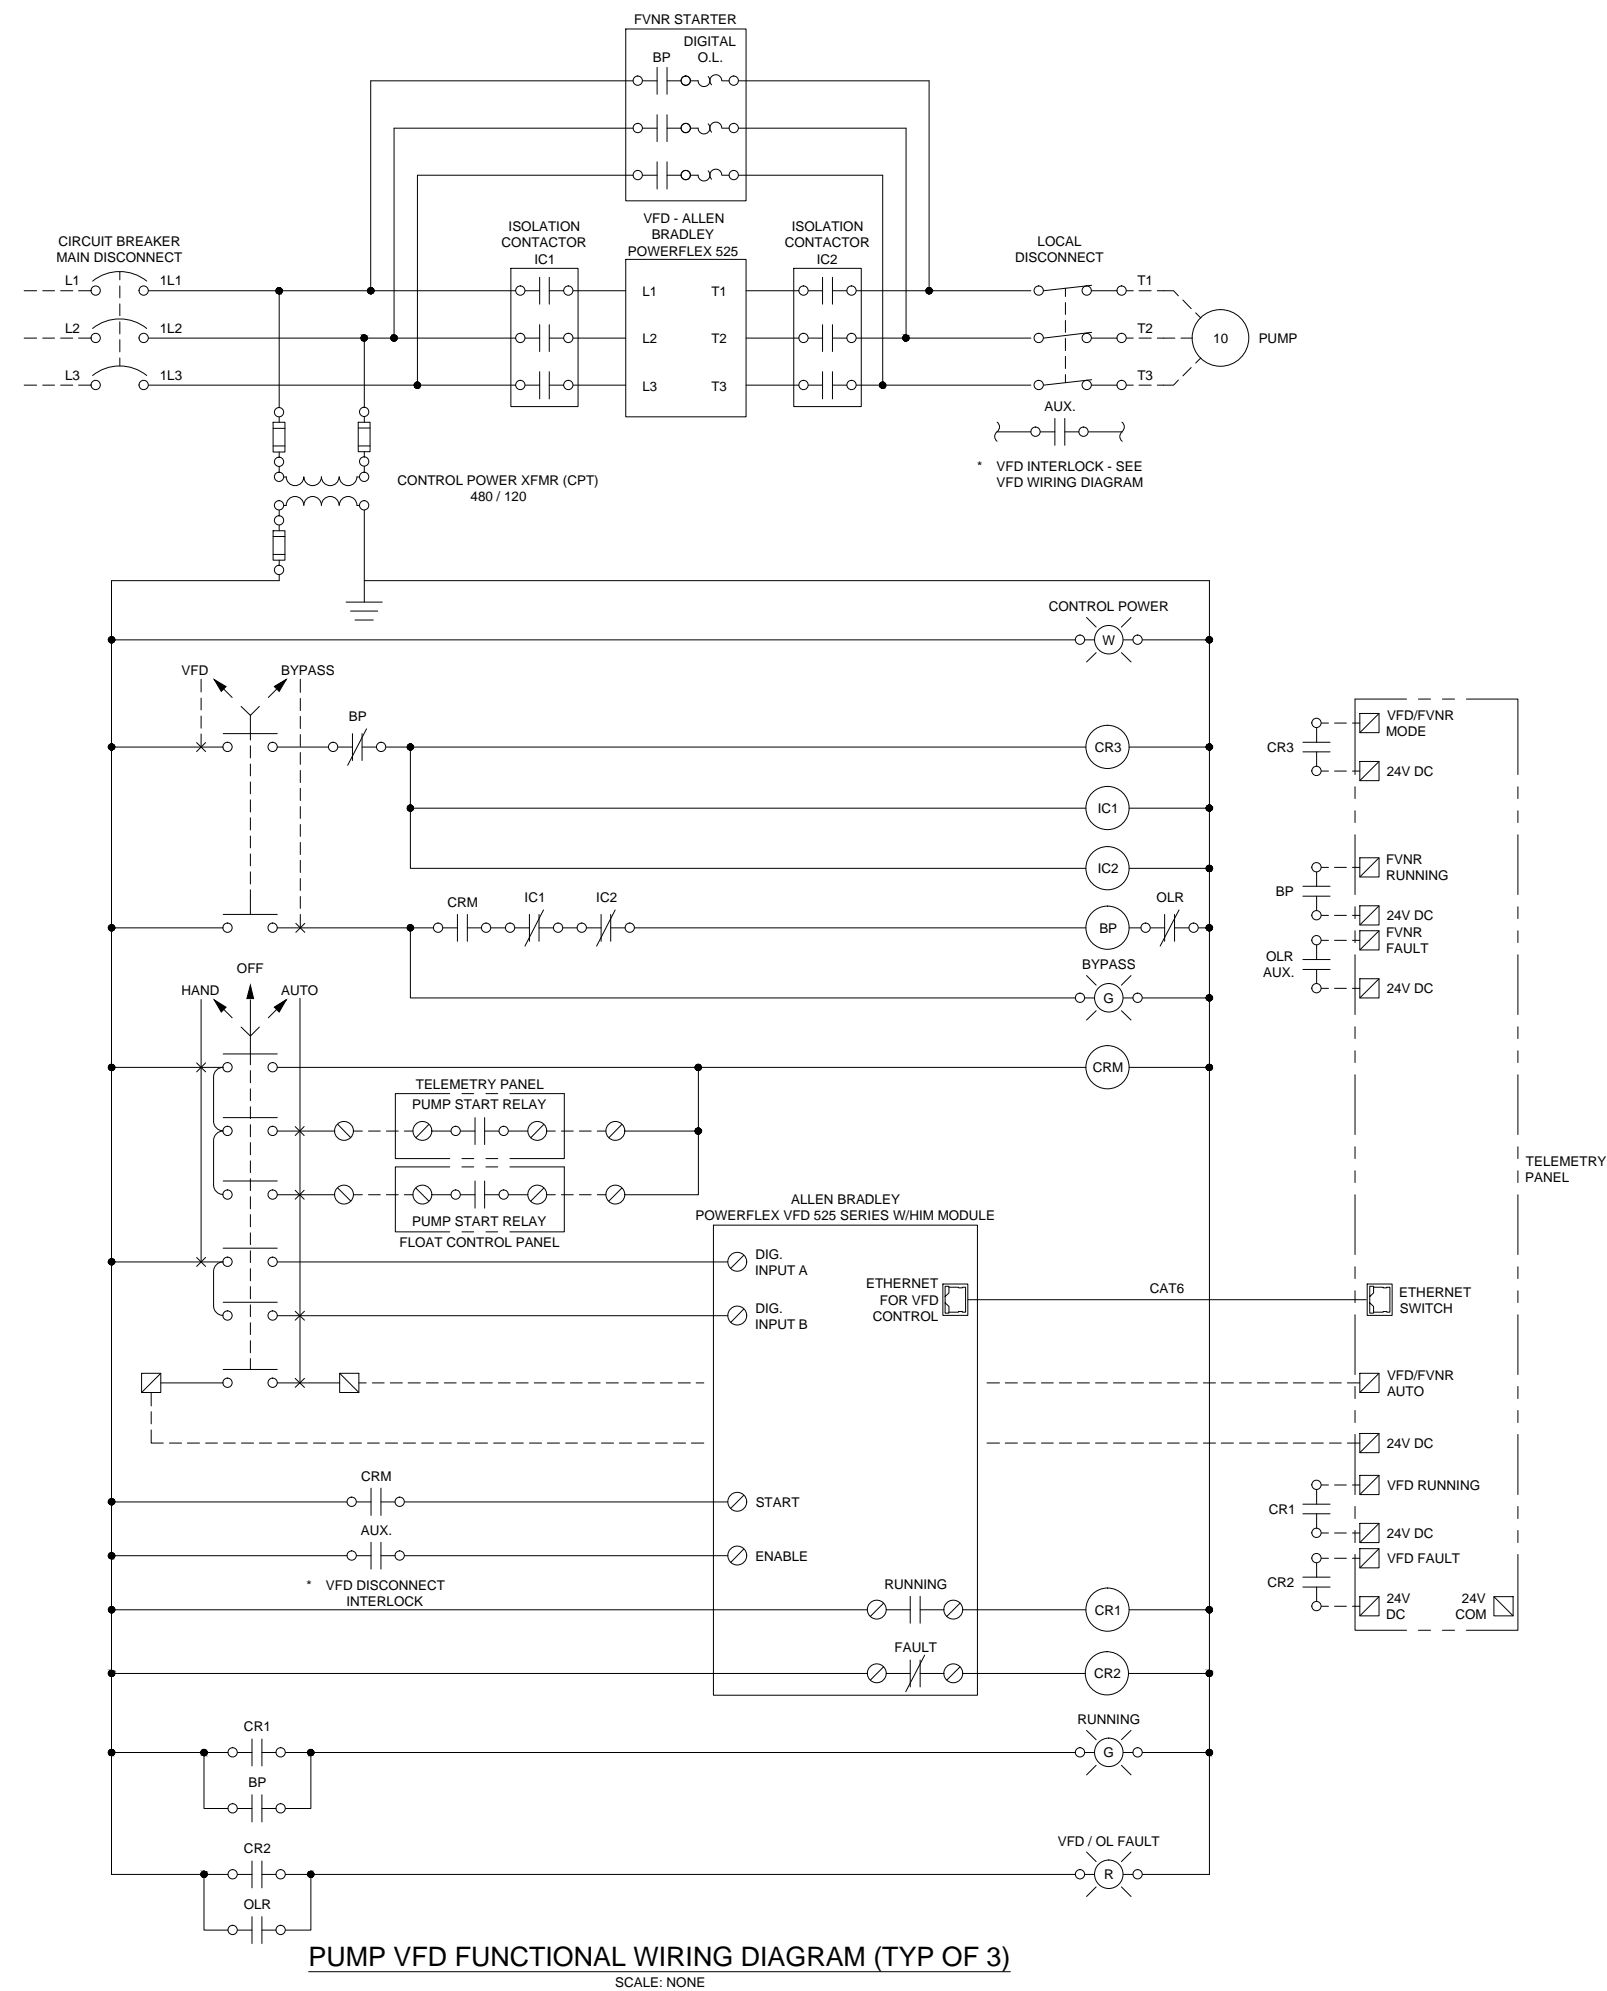 FVNR STARTER
DIGITAL
O.L.
BP
CIRCUIT BREAKER
MAIN DISCONNECT
ISOLATION
CONTACTOR
IC1
VFD - ALLEN
BRADLEY
POWERFLEX 525
ISOLATION
CONTACTOR
IC2
LOCAL
DISCONNECT
L1
1L1
L1
T1
T1
L2
1L2
L2
T2
T2
10
PUMP
L3
1L3
L3
T3
T3
AUX.
* VFD INTERLOCK - SEE
VFD WIRING DIAGRAM
CONTROL POWER XFMR (CPT)
480 / 120
CONTROL POWER
W
VFD
BYPASS
BP
CR3
IC1
IC2
CRM
IC1
IC2
BP
OLR
BYPASS
G
HAND
OFF
AUTO
CRM
TELEMETRY PANEL
PUMP START RELAY
PUMP START RELAY
FLOAT CONTROL PANEL
ALLEN BRADLEY
POWERFLEX VFD 525 SERIES W/HIM MODULE
DIG.
INPUT A
DIG.
INPUT B
ETHERNET
FOR VFD
CONTROL
CAT6
CRM
START
AUX.
ENABLE
* VFD DISCONNECT
INTERLOCK
RUNNING
CR1
FAULT
CR2
CR1
BP
RUNNING
G
CR2
OLR
VFD / OL FAULT
R
CR3
VFD/FVNR
MODE
24V DC
BP
FVNR
RUNNING
24V DC
OLR
AUX.
FVNR
FAULT
24V DC
TELEMETRY
PANEL
ETHERNET
SWITCH
VFD/FVNR
AUTO
24V DC
CR1
VFD RUNNING
24V DC
CR2
VFD FAULT
24V
DC
24V
COM
PUMP VFD FUNCTIONAL WIRING DIAGRAM (TYP OF 3)
SCALE: NONE